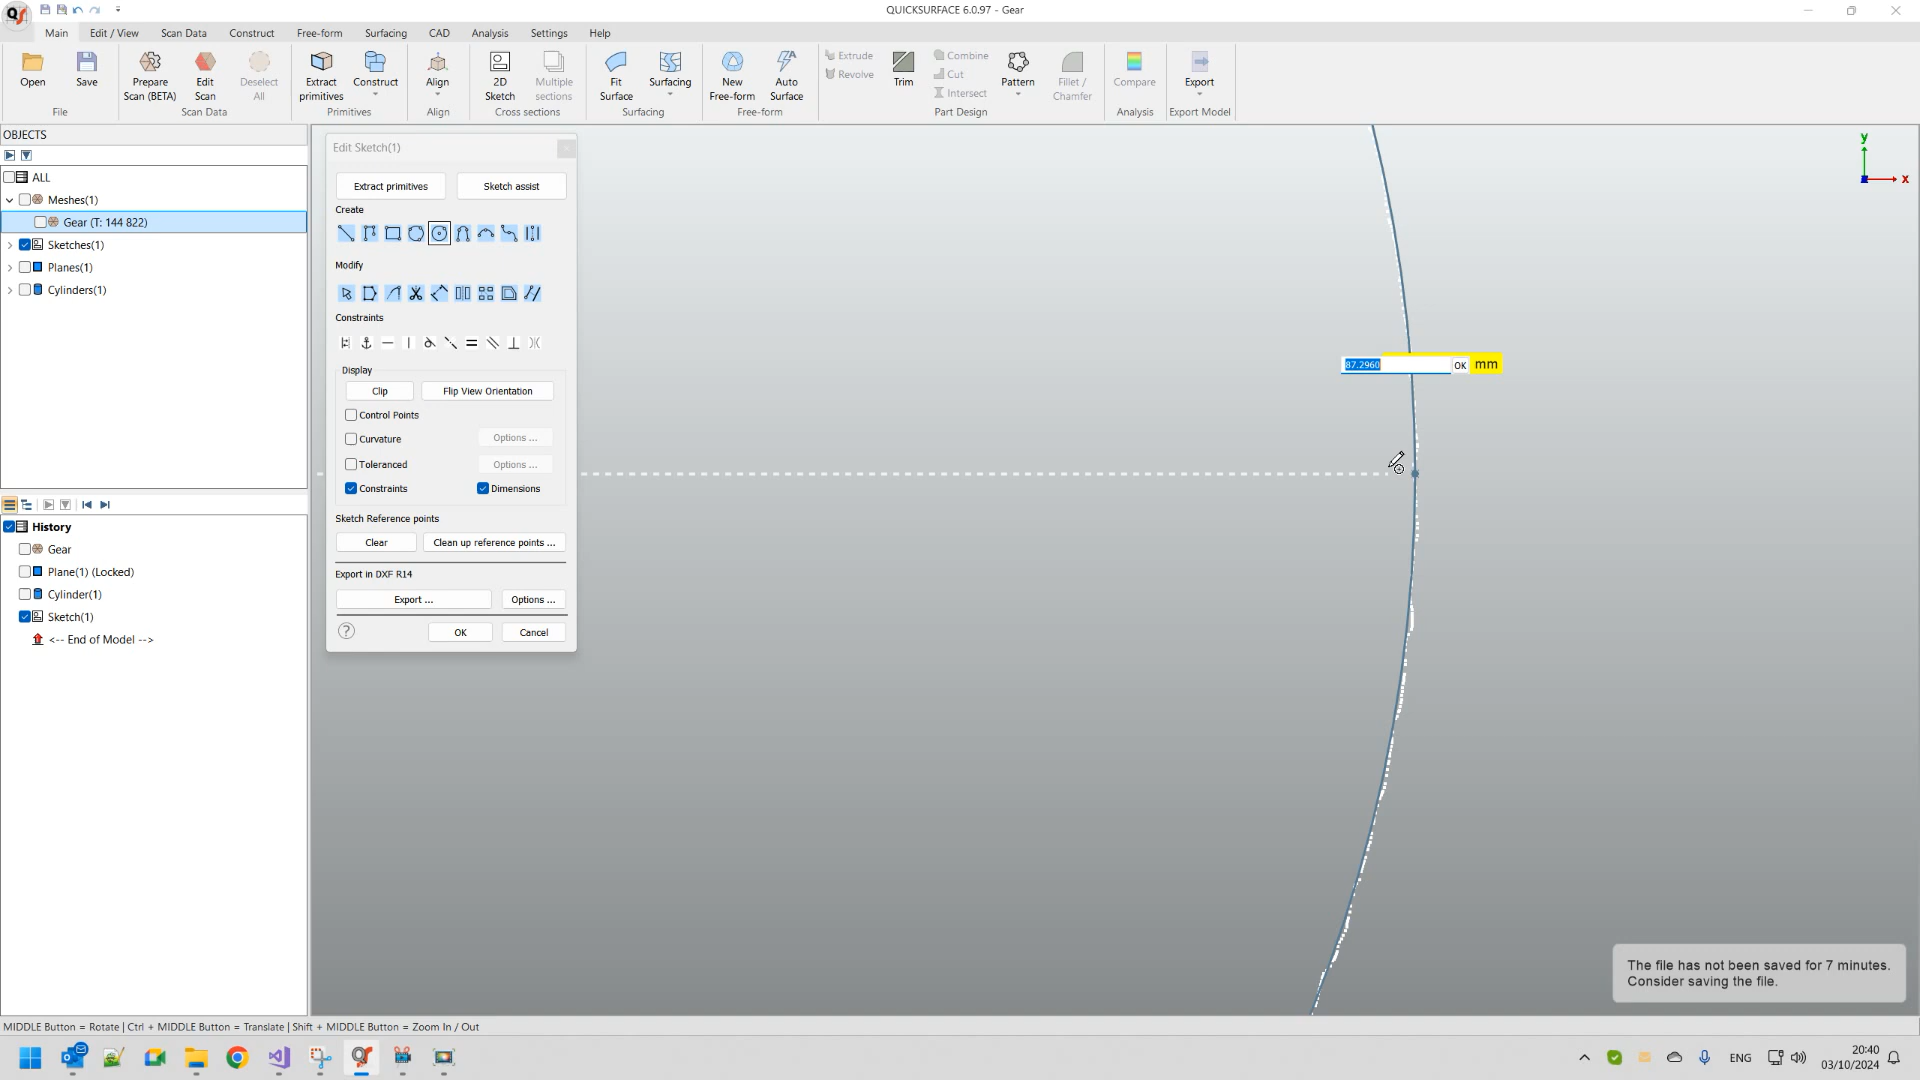 QS
QUICKSURFACE 6.0.97 - Gear
Main Edit / View Scan Data Construct Free-form Surfacing CAD Analysis Settings Help
Open
Save
File
Prepare Scan (BETA)
Edit Scan
Deselect All
Scan Data
Extract primitives
Construct
Primitives
Align
Align
2D Sketch
Multiple sections
Cross sections
Fit Surface
Surfacing
Surfacing
New Free-form
Auto Surface
Free-form
Extrude
Revolve
Trim
Combine
Cut
Intersect
Pattern
Fillet / Chamfer
Part Design
Compare
Analysis
Export
Export Model
OBJECTS
ALL
Meshes(1)
Gear (T: 144 822)
Sketches(1)
Planes(1)
Cylinders(1)
History
Gear
Plane(1) (Locked)
Cylinder(1)
Sketch(1)
<-- End of Model -->
Edit Sketch(1)
Extract primitives Sketch assist
Create
Modify
Constraints
Display
Clip Flip View Orientation
Control Points
Curvature Options ...
Toleranced Options ...
Constraints Dimensions
Sketch Reference points
Clear Clean up reference points ...
Export in DXF R14
Export ... Options ...
? OK Cancel
87.2960 OK mm
y
x
The file has not been saved for 7 minutes.
Consider saving the file.
MIDDLE Button = Rotate | Ctrl + MIDDLE Button = Translate | Shift + MIDDLE Button = Zoom In / Out
ENG
20:40
03/10/2024